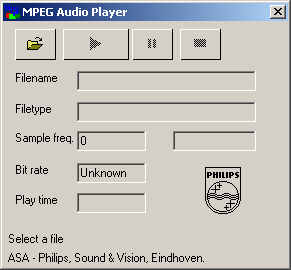 MPEG Audio Player
Filename
Filetype
Sample freq. 0
Bit rate Unknown
Play time
PHILIPS
Select a file
ASA - Philips, Sound & Vision, Eindhoven.